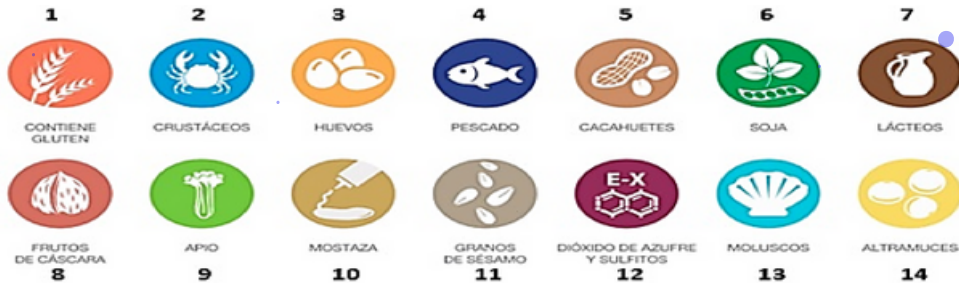 1 2 3 4 5 6 7
CONTIENE GLUTEN
CRUSTÁCEOS
HUEVOS
PESCADO
CACAHUETES
SOJA
LÁCTEOS
E-X
FRUTOS DE CÁSCARA
APIO
MOSTAZA
GRANOS DE SÉSAMO
DIÓXIDO DE AZUFRE Y SULFITOS
MOLUSCOS
ALTRAMUCES
8 9 10 11 12 13 14